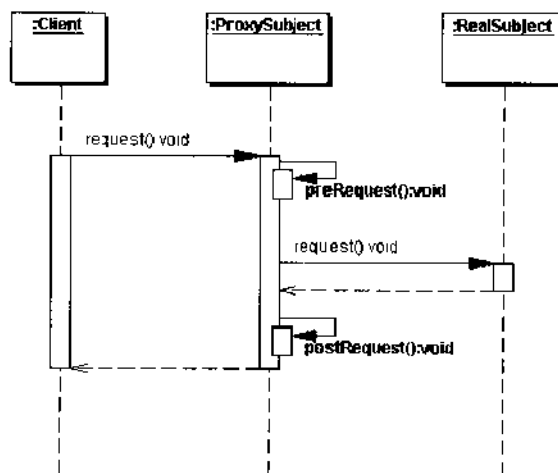 :Client
:ProxySubject
:RealSubject
request():void
preRequest():void
request():void
postRequest():void